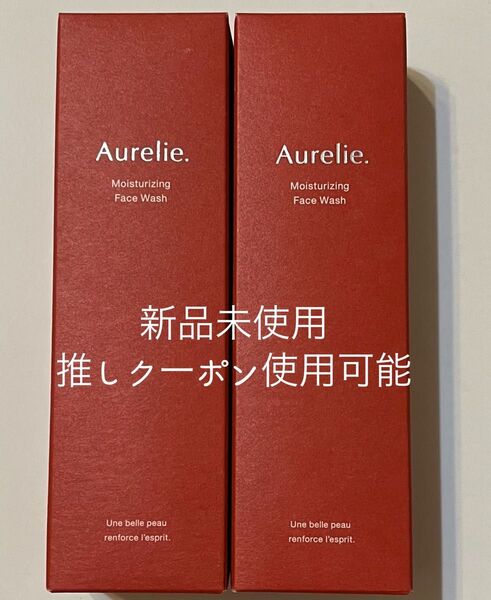 Aurelie.
Moisturizing
Face Wash
Aurelie.
Moisturizing
Face Wash
新品未使用
推しクーポン使用可能
Une belle peau
renforce l'esprit.
Une belle peau
renforce l'esprit.